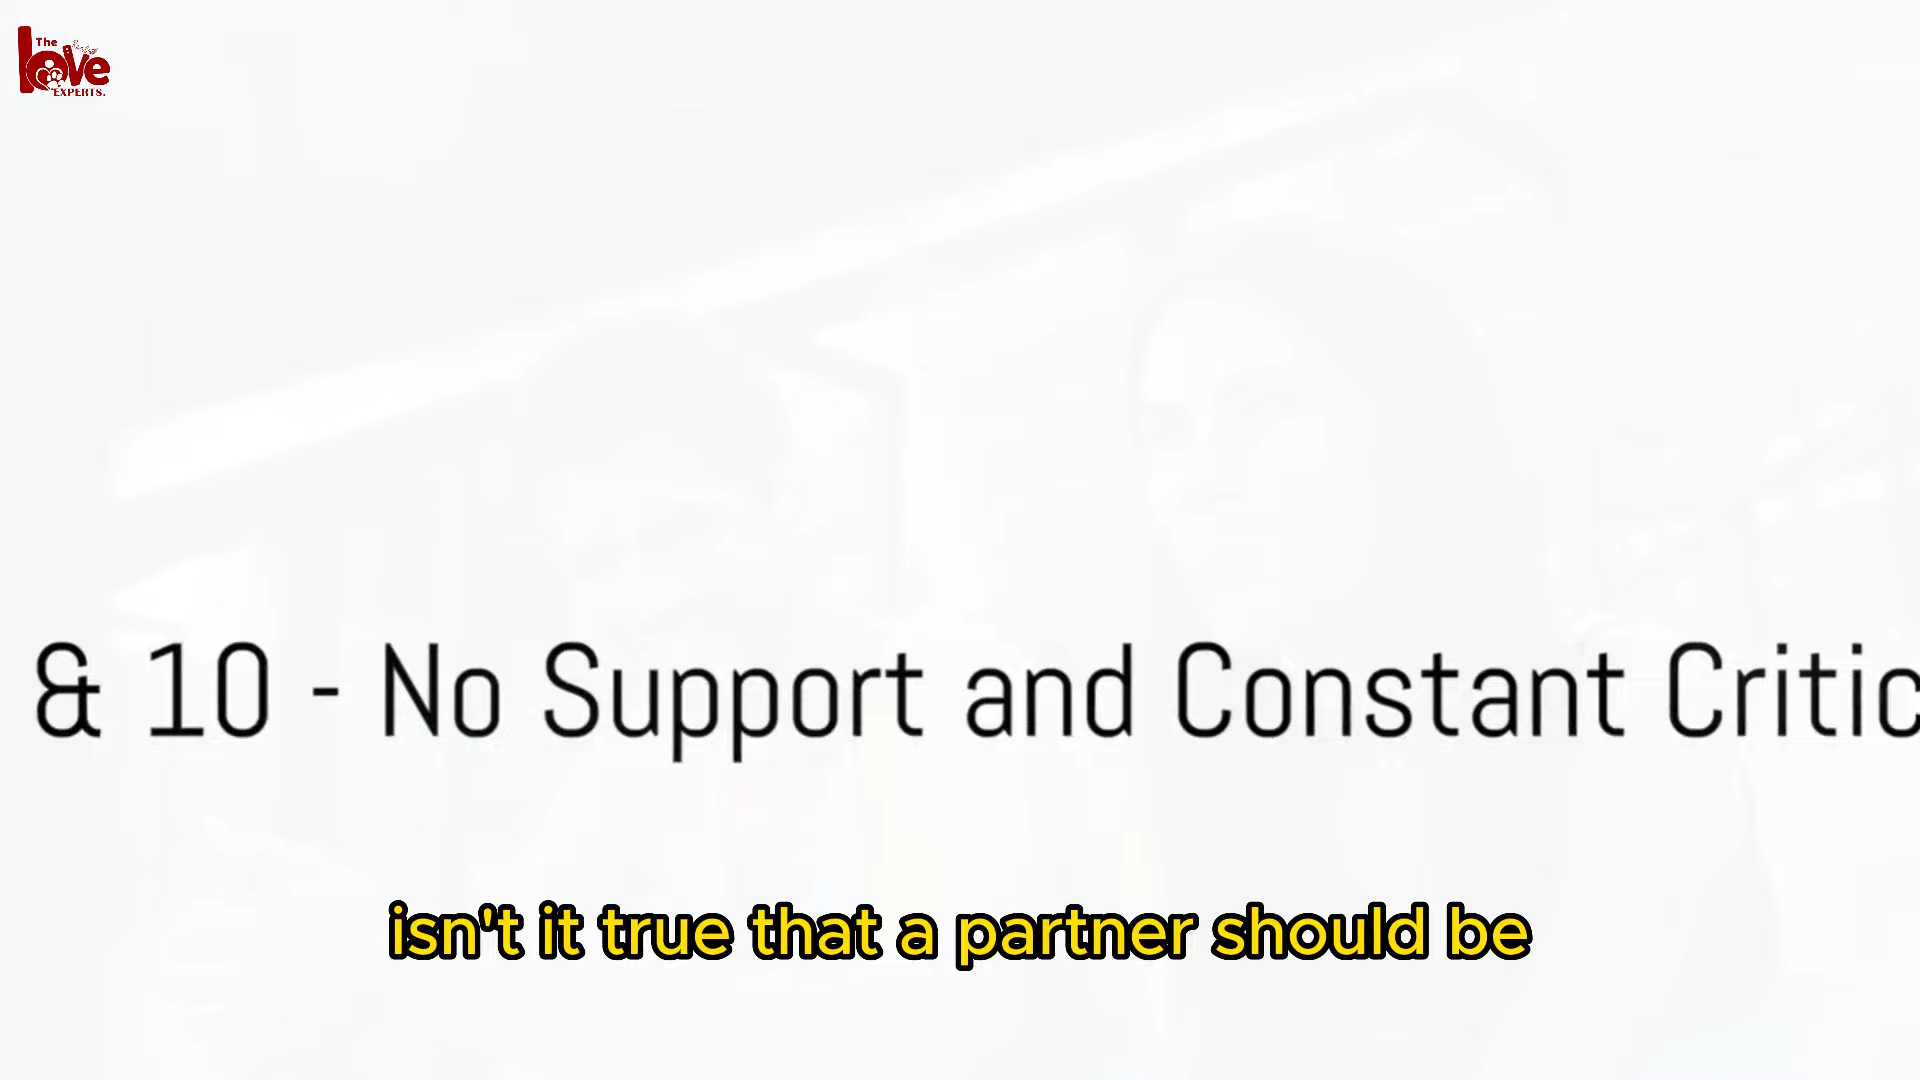 The
love
EXPERTS.
& 10 - No Support and Constant Critic
isn't it true that a partner should be